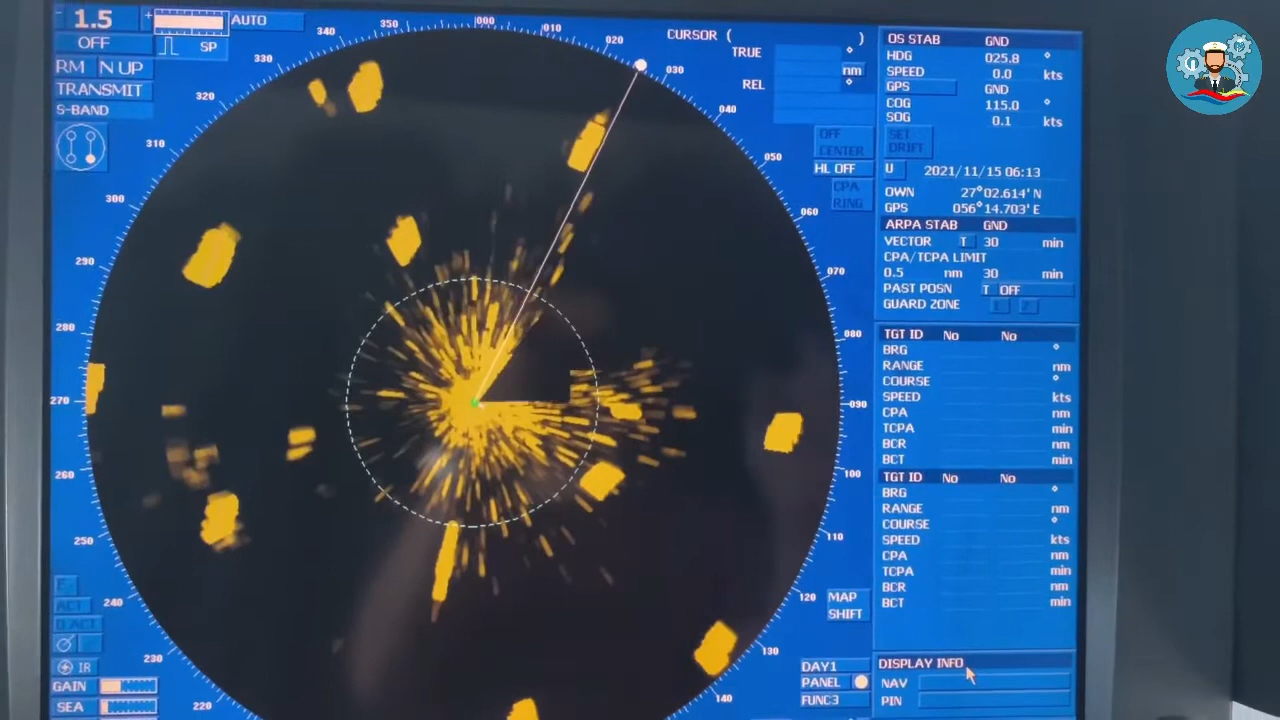 - 1.5 +
AUTO
OFF
SP
RM N UP
TRANSMIT
S-BAND
000
010
020
030
040
050
060
070
080
090
100
110
120
130
140
220
230
240
250
260
270
280
290
300
310
320
330
340
350
CURSOR ( )
TRUE °
nm
REL °
OFF
CENTER
HL OFF
CPA
RING
OS STAB GND
HDG 025.8 °
SPEED 0.0 kts
GPS GND
COG 115.0 °
SOG 0.1 kts
SET
DRIFT
U 2021/11/15 06:13
OWN 27°02.614' N
GPS 056°14.703' E
ARPA STAB GND
VECTOR T 30 min
CPA/TCPA LIMIT
0.5 nm 30 min
PAST POSN T OFF
GUARD ZONE 1 2
TGT ID No No
BRG °
RANGE nm
COURSE °
SPEED kts
CPA nm
TCPA min
BCR nm
BCT min
TGT ID No No
BRG °
RANGE nm
COURSE °
SPEED kts
CPA nm
TCPA min
BCR nm
BCT min
ACT
MAP
SHIFT
IR
GAIN
SEA
DAY1
PANEL
FUNC3
DISPLAY INFO
NAV
PIN